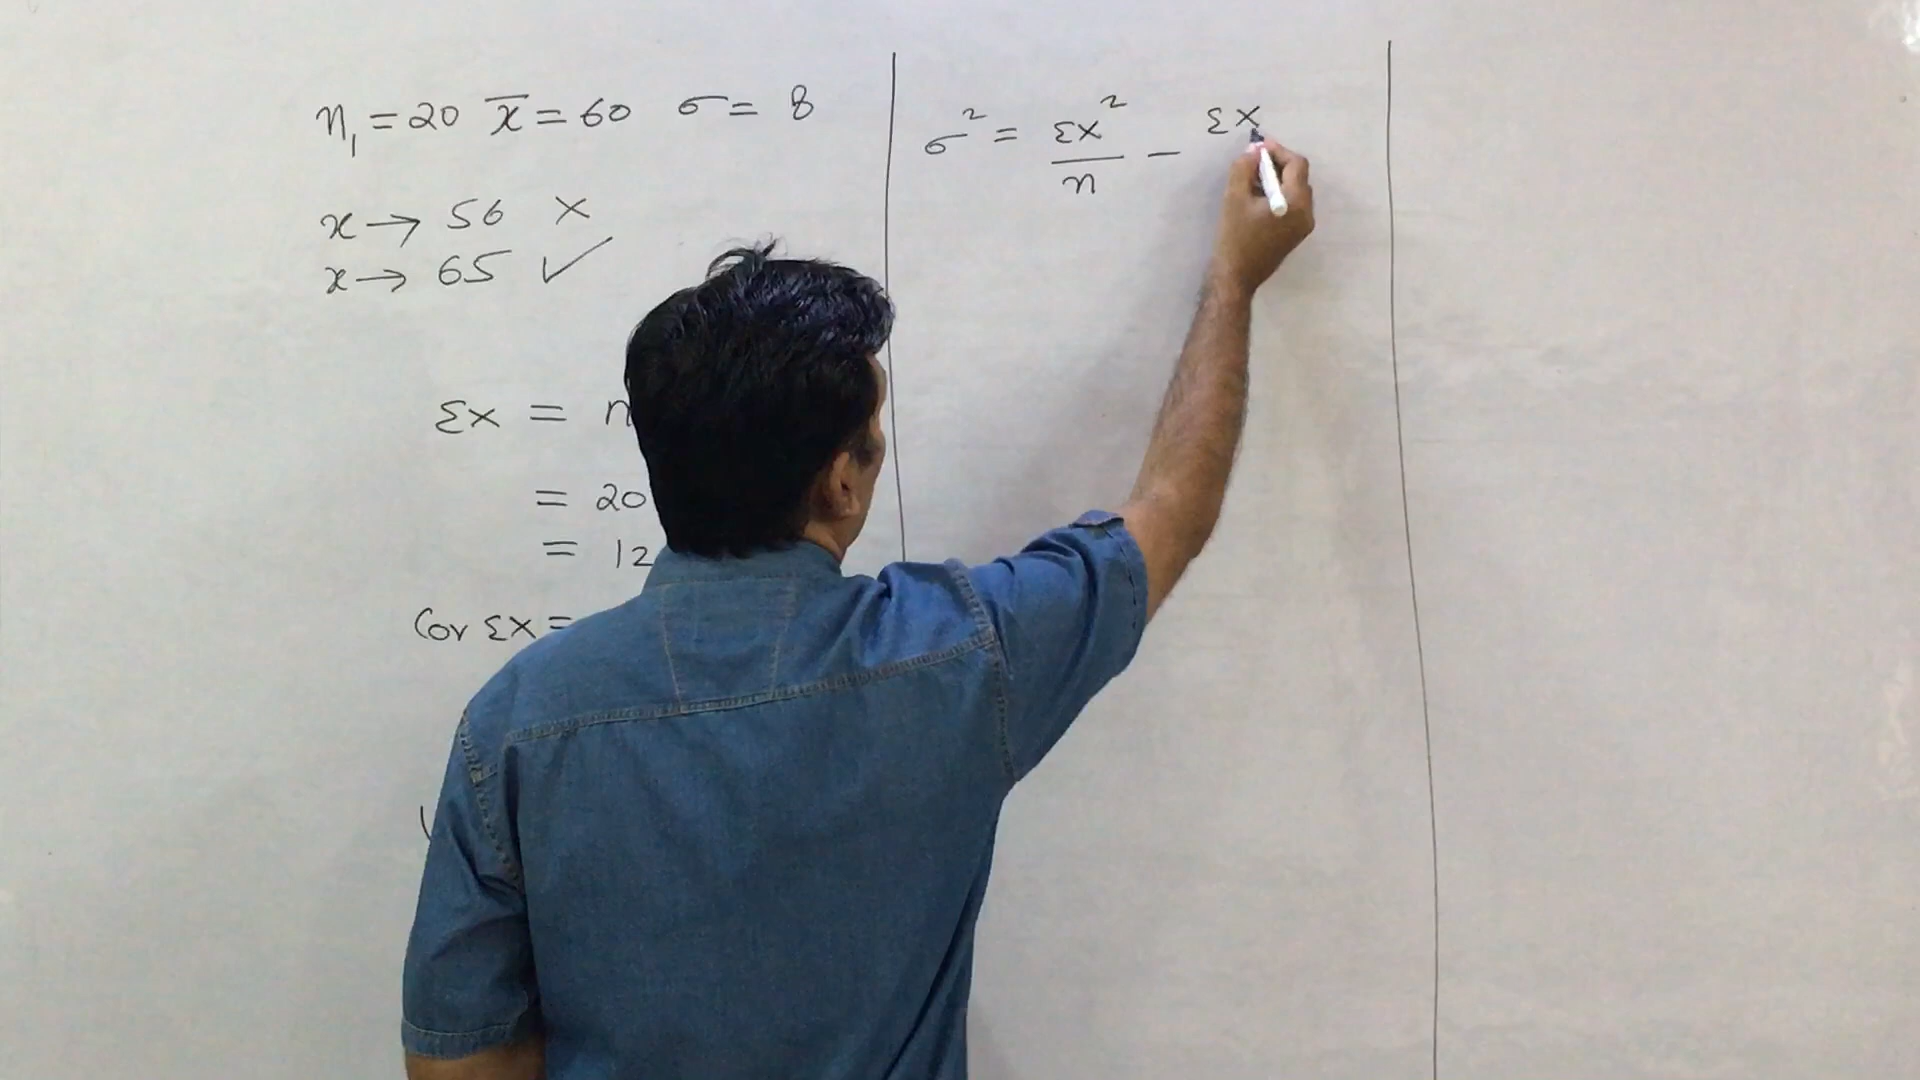 n₁ = 20 x̄ = 60 σ = 8
x → 56 ×
x → 65 ✓
Σx = n
= 20
= 12
Cor Σx =
σ² = Σx²/n − Σx